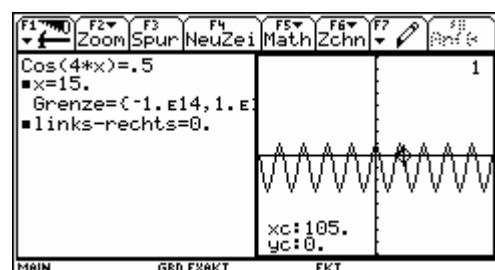 F1 F2 Zoom F3 Spur F4 NeuZei F5 Math F6 Zchn F7
Cos(4*x)=.5
▪x=15.
Grenze={-1.E14,1.E
▪links-rechts=0.
1
xc:105.
yc:0.
MAIN GRD EXAKT FKT